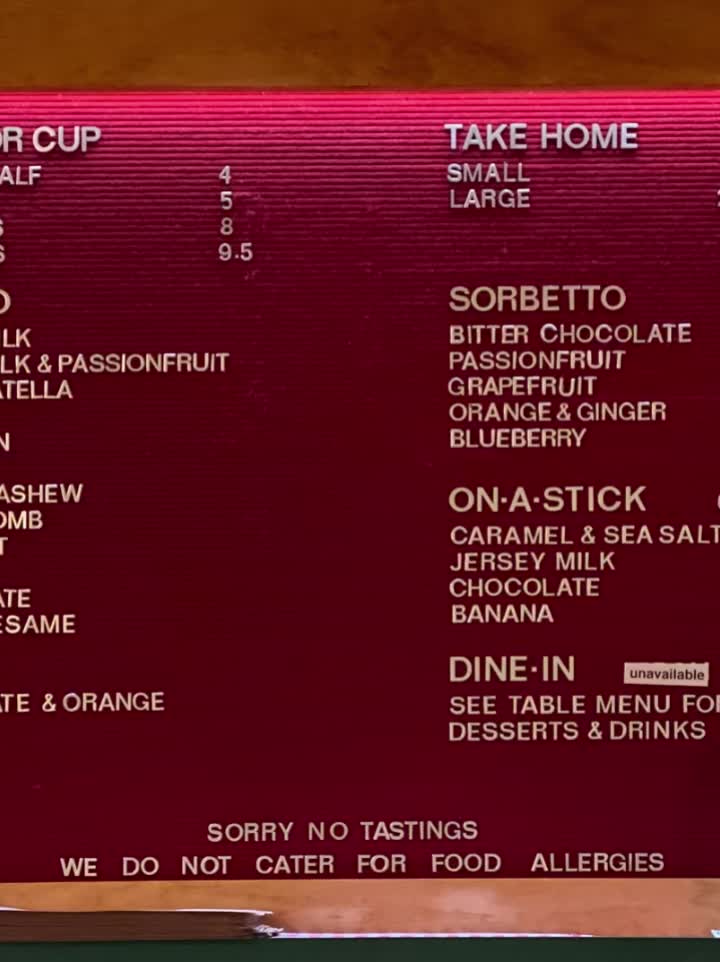 OR CUP
ALF 4
5
S 8
S 9.5
O
ILK
LK & PASSIONFRUIT
ATELLA
N
ASHEW
OMB
T
ATE
ESAME
ATE & ORANGE
TAKE HOME
SMALL
LARGE
SORBETTO
BITTER CHOCOLATE
PASSIONFRUIT
GRAPEFRUIT
ORANGE & GINGER
BLUEBERRY
ON·A·STICK
CARAMEL & SEA SALT
JERSEY MILK
CHOCOLATE
BANANA
DINE·IN unavailable
SEE TABLE MENU FOR
DESSERTS & DRINKS
SORRY NO TASTINGS
WE DO NOT CATER FOR FOOD ALLERGIES